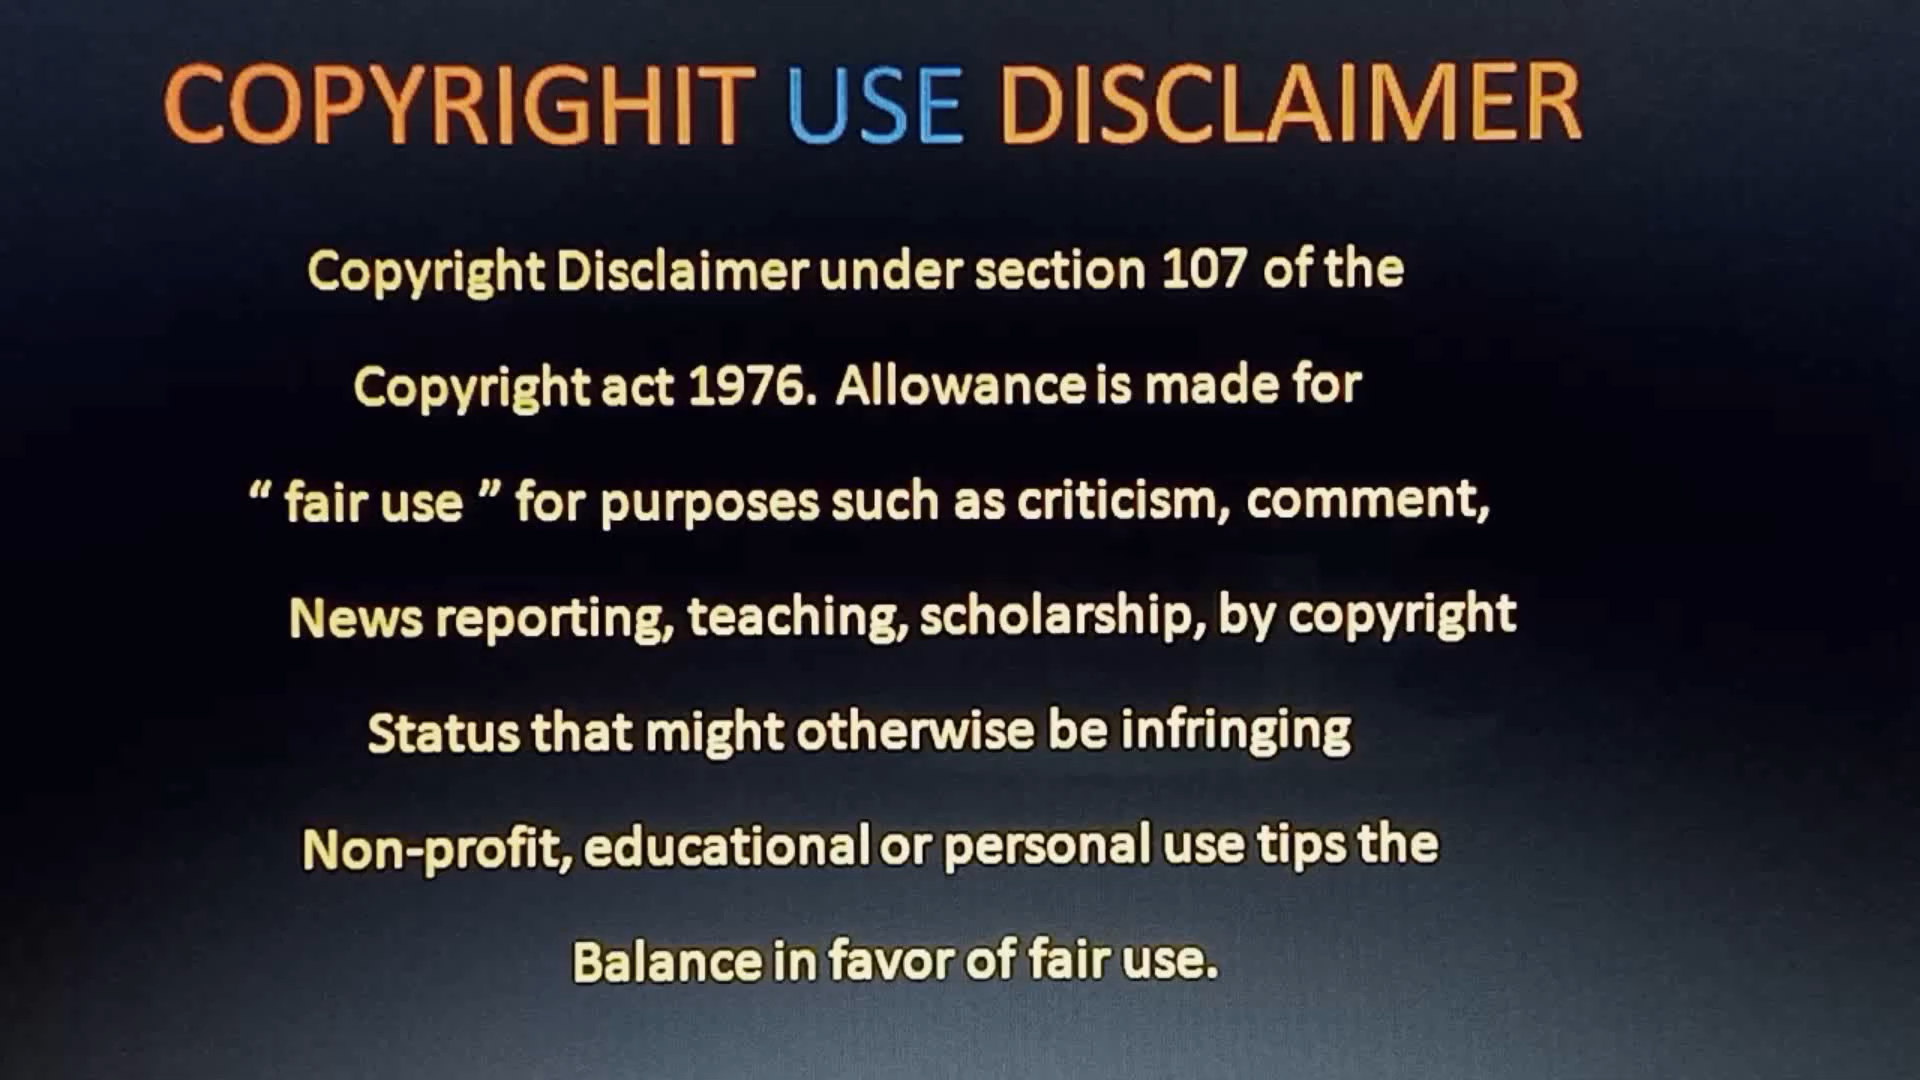 COPYRIGHIT USE DISCLAIMER
Copyright Disclaimer under section 107 of the
Copyright act 1976. Allowance is made for
“ fair use ” for purposes such as criticism, comment,
News reporting, teaching, scholarship, by copyright
Status that might otherwise be infringing
Non-profit, educational or personal use tips the
Balance in favor of fair use.